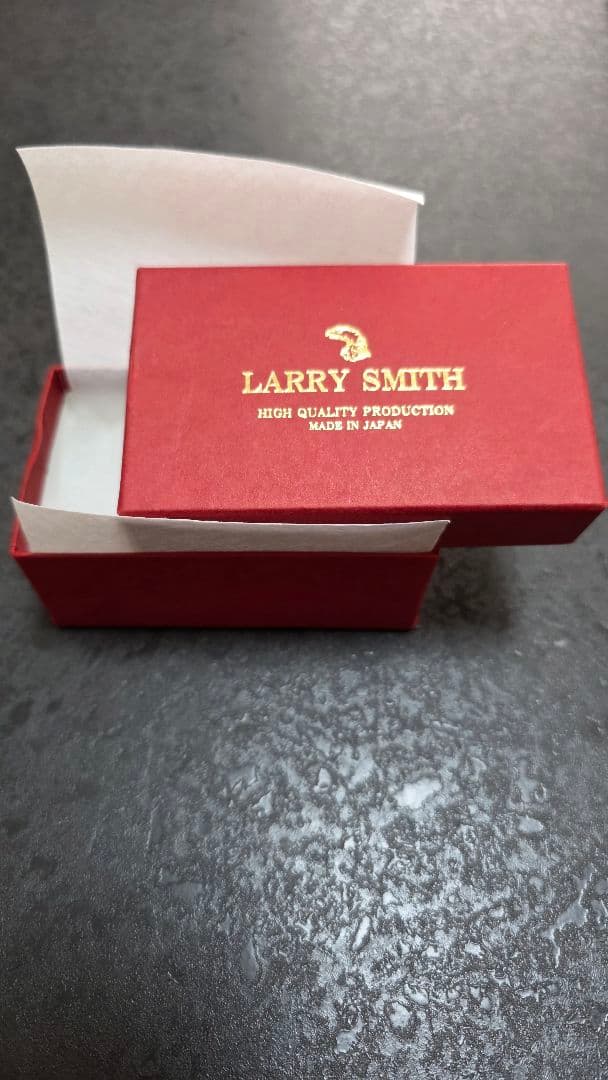 LARRY SMITH
HIGH QUALITY PRODUCTION
MADE IN JAPAN